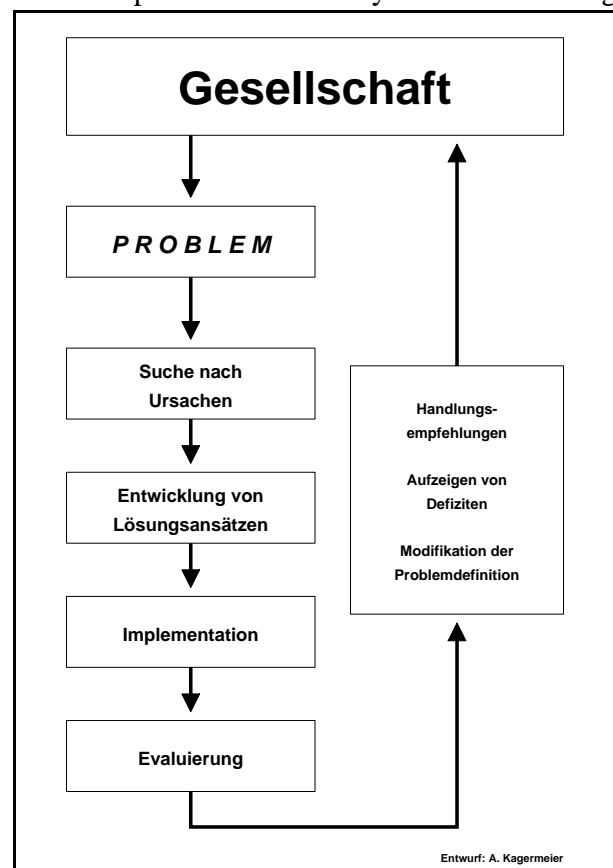 Gesellschaft
P R O B L E M
Suche nach
Ursachen
Entwicklung von
Lösungsansätzen
Implementation
Evaluierung
Handlungs-
empfehlungen
Aufzeigen von
Defiziten
Modifikation der
Problemdefinition
Entwurf: A. Kagermeier